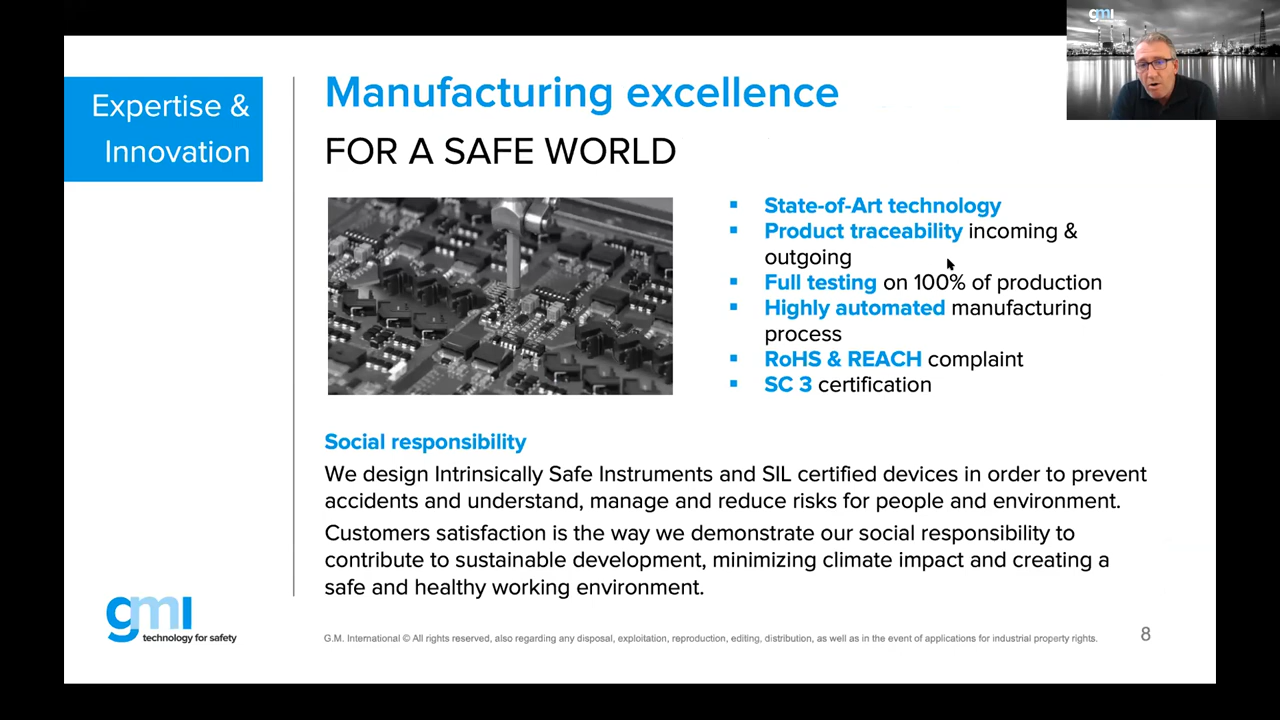 gmi
Expertise &
Innovation
Manufacturing excellence
FOR A SAFE WORLD
State-of-Art technology
Product traceability incoming &
outgoing
Full testing on 100% of production
Highly automated manufacturing
process
RoHS & REACH complaint
SC 3 certification
Social responsibility
We design Intrinsically Safe Instruments and SIL certified devices in order to prevent
accidents and understand, manage and reduce risks for people and environment.
Customers satisfaction is the way we demonstrate our social responsibility to
contribute to sustainable development, minimizing climate impact and creating a
safe and healthy working environment.
gmi
technology for safety
G.M. International © All rights reserved, also regarding any disposal, exploitation, reproduction, editing, distribution, as well as in the event of applications for industrial property rights.
8